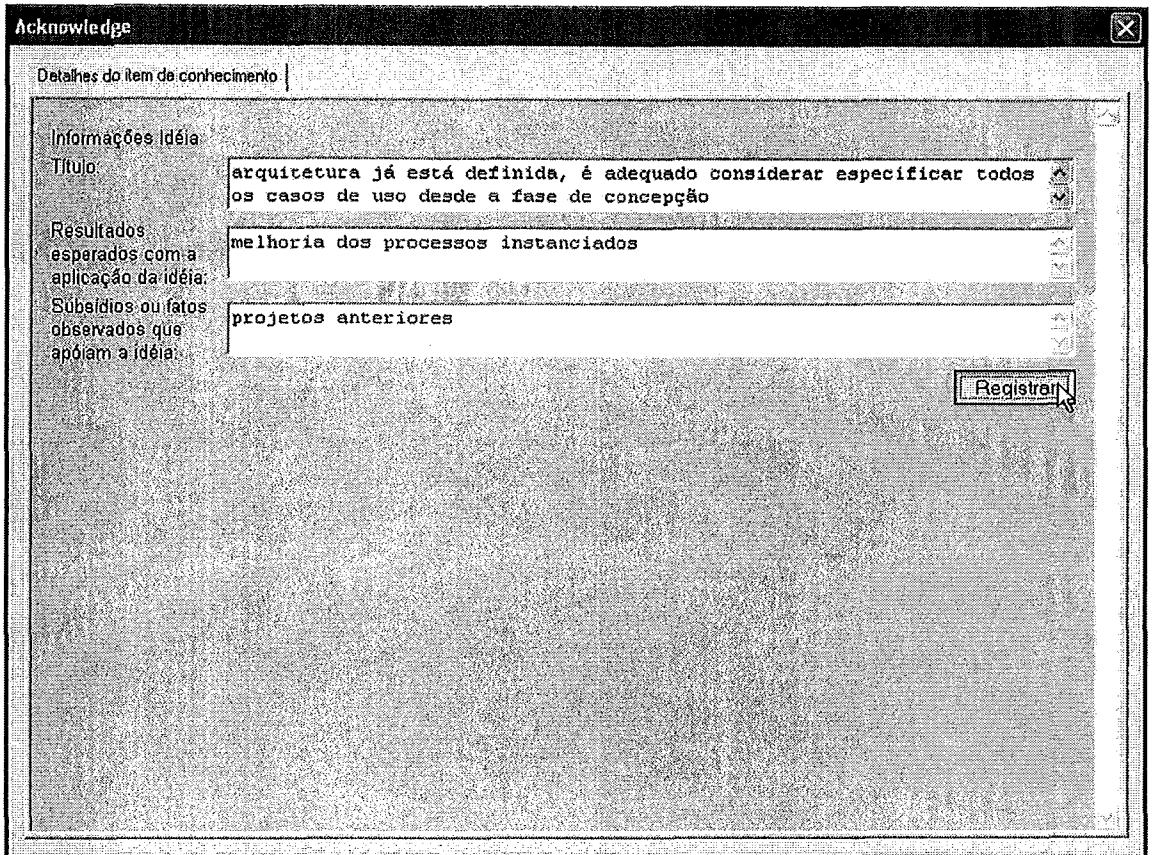 Acknowledge
Detalhes do item de conhecimento
Informações Idéia
Título:
arquitetura já está definida, é adequado considerar especificar todos
os casos de uso desde a fase de concepção
Resultados
esperados com a
aplicação da idéia:
melhoria dos processos instanciados
Subsídios ou fatos
observados que
apóiam a idéia:
projetos anteriores
Registrar